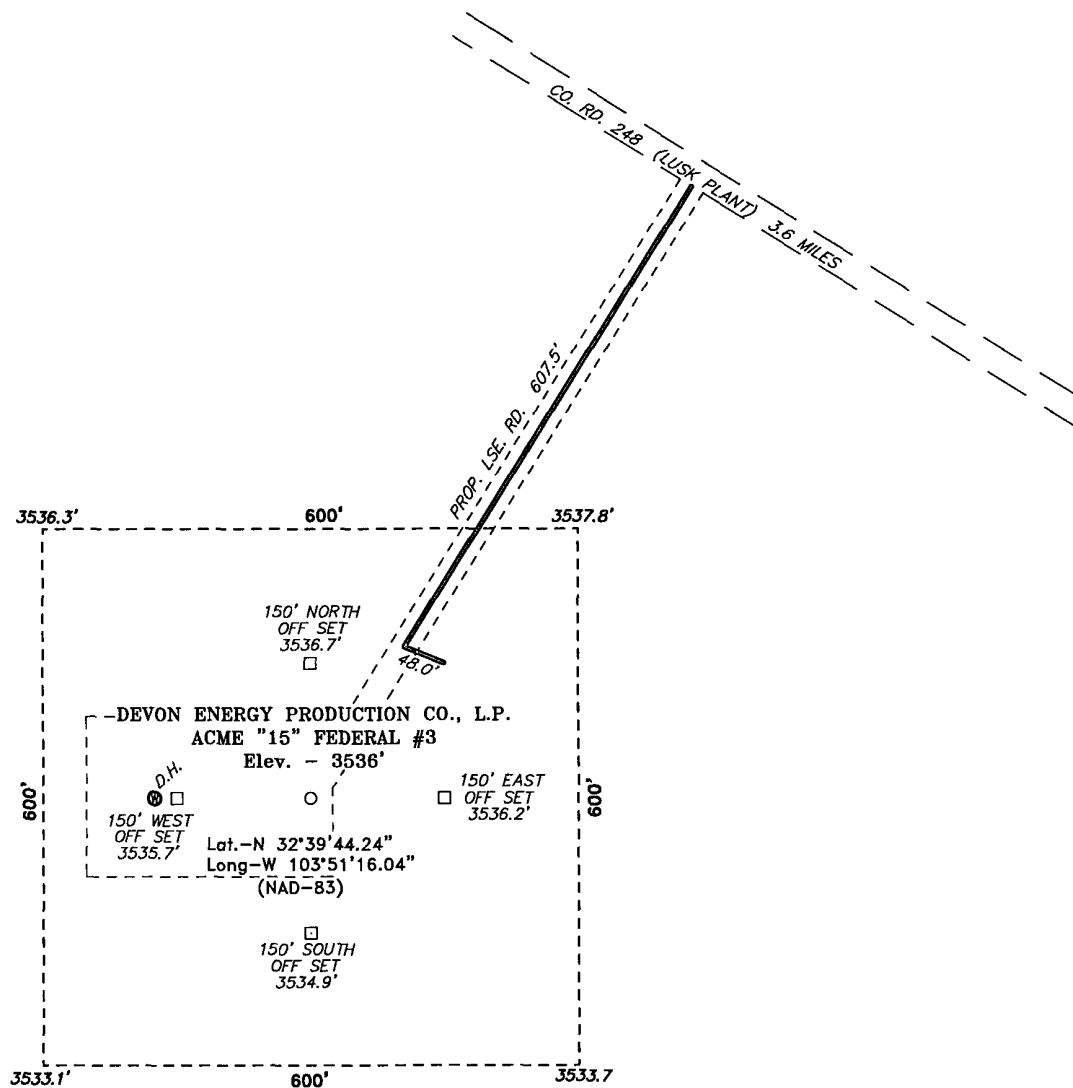 CO. RD. 248 (LUSK PLANT) 3.6 MILES
PROP. LSE. RD. 607.5'
3536.3'
600'
3537.8'
150' NORTH
OFF SET
3536.7'
48.0'
DEVON ENERGY PRODUCTION CO., L.P.
ACME "15" FEDERAL #3
Elev. - 3536'
600'
D.H.
W
150' WEST
OFF SET
3535.7'
150' EAST
OFF SET
3536.2'
600'
Lat.-N 32°39'44.24"
Long-W 103°51'16.04"
(NAD-83)
150' SOUTH
OFF SET
3534.9'
3533.1'
600'
3533.7